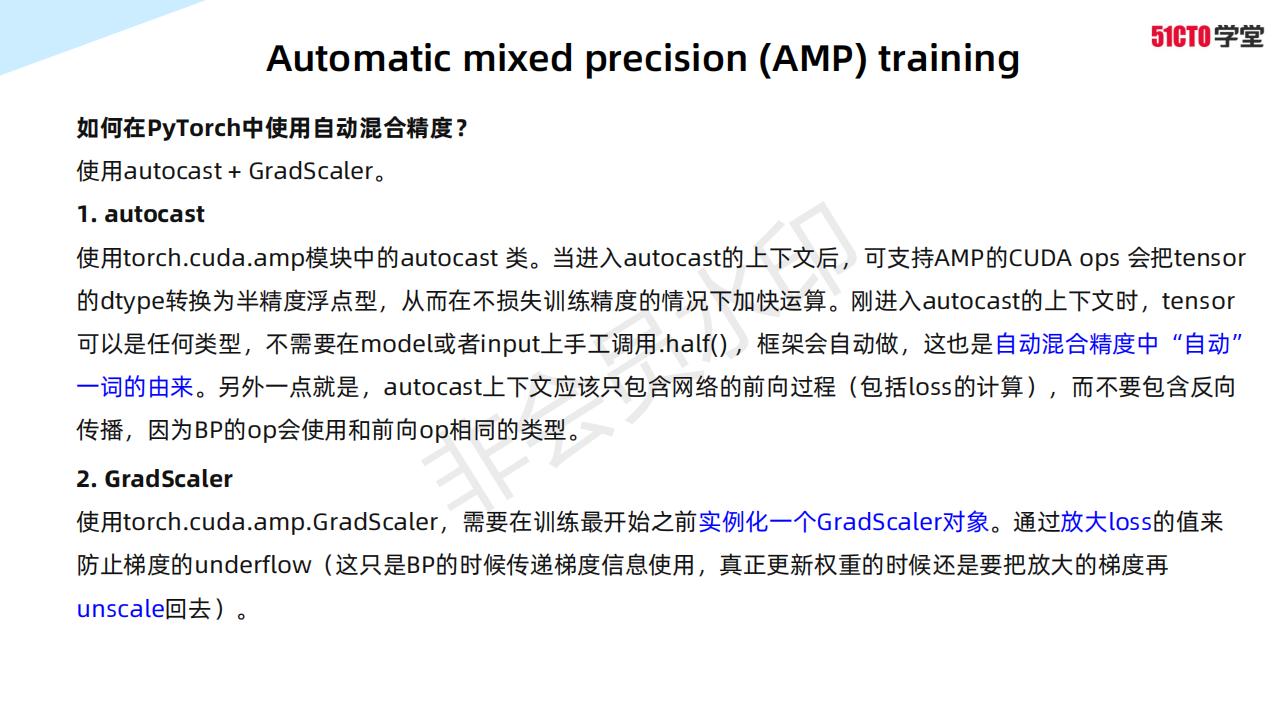 51CTO学堂
Automatic mixed precision (AMP) training
如何在PyTorch中使用自动混合精度？
使用autocast + GradScaler。
1. autocast
使用torch.cuda.amp模块中的autocast 类。当进入autocast的上下文后，可支持AMP的CUDA ops 会把tensor
的dtype转换为半精度浮点型，从而在不损失训练精度的情况下加快运算。刚进入autocast的上下文时，tensor
可以是任何类型，不需要在model或者input上手工调用.half()，框架会自动做，这也是自动混合精度中“自动”
一词的由来。另外一点就是，autocast上下文应该只包含网络的前向过程（包括loss的计算），而不要包含反向
传播，因为BP的op会使用和前向op相同的类型。
2. GradScaler
使用torch.cuda.amp.GradScaler，需要在训练最开始之前实例化一个GradScaler对象。通过放大loss的值来
防止梯度的underflow（这只是BP的时候传递梯度信息使用，真正更新权重的时候还是要把放大的梯度再
unscale回去）。
非会员水印